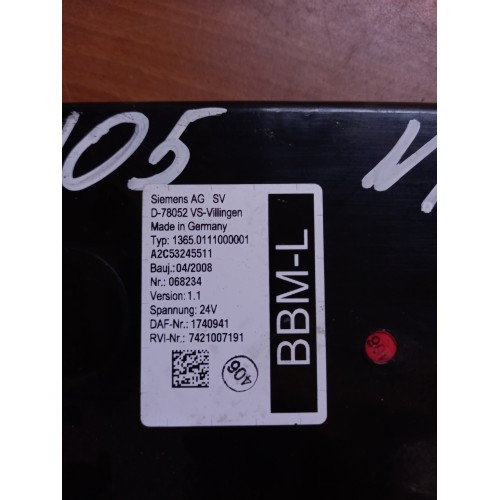 105
Siemens AG SV
D-78052 VS-Villingen
Made in Germany
Typ: 1365.0111000001
A2C53245511
Bauj.:04/2008
Nr.: 068234
Version: 1.1
Spannung: 24V
DAF-Nr.: 1740941
RVI-Nr.: 7421007191
406
BBM-L